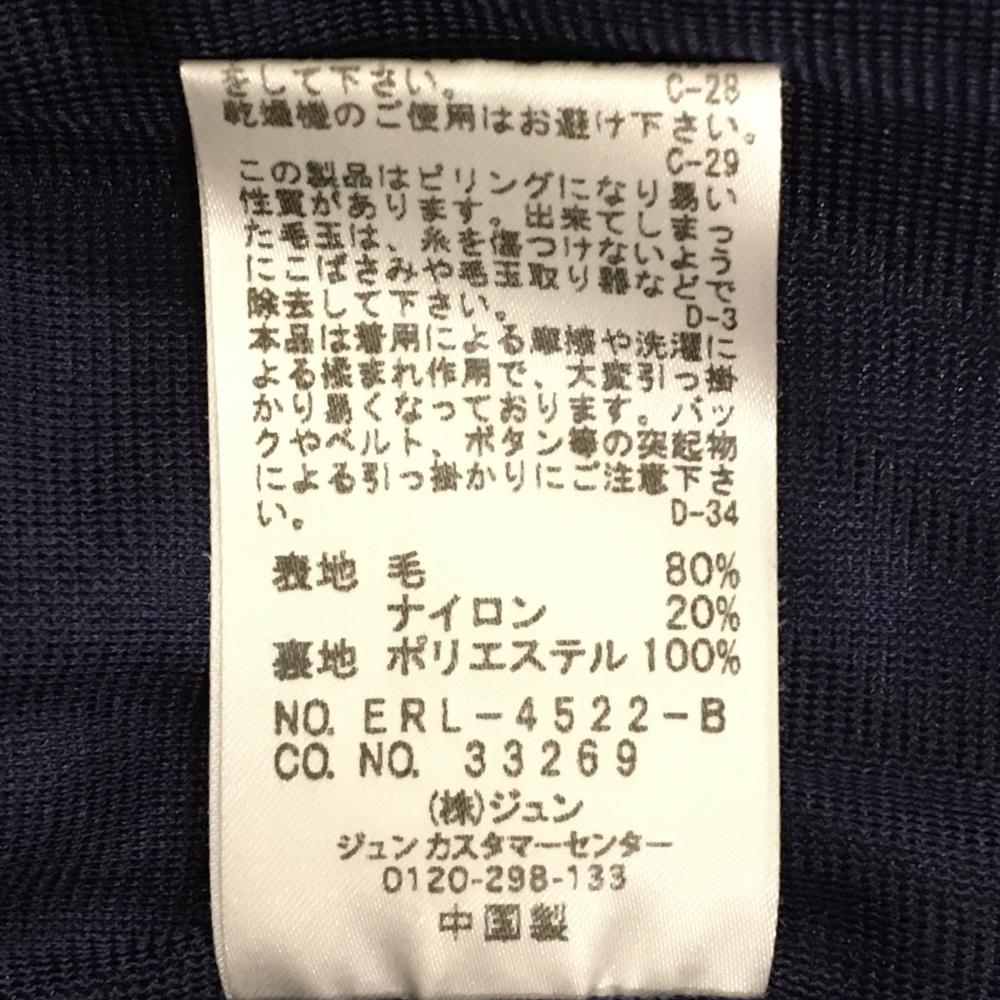 をして下さい。 C-28
乾燥機のご使用はお避け下さい。
C-29
この製品はピリングになり易い
性質があります。出来てしまっ
た毛玉は、糸を傷つけないよう
にこばさみや毛玉取り器などで
除去して下さい。 D-3
本品は着用による摩擦や洗濯に
よる揉まれ作用で、大変引っ掛
かり易くなっております。バッ
クやベルト、ボタン等の突起物
による引っ掛かりにご注意下さ
い。 D-34
表地 毛 80%
ナイロン 20%
裏地 ポリエステル 100%
NO. ERL-4522-B
CO. NO. 33269
(株)ジュン
ジュンカスタマーセンター
0120-298-133
中国製